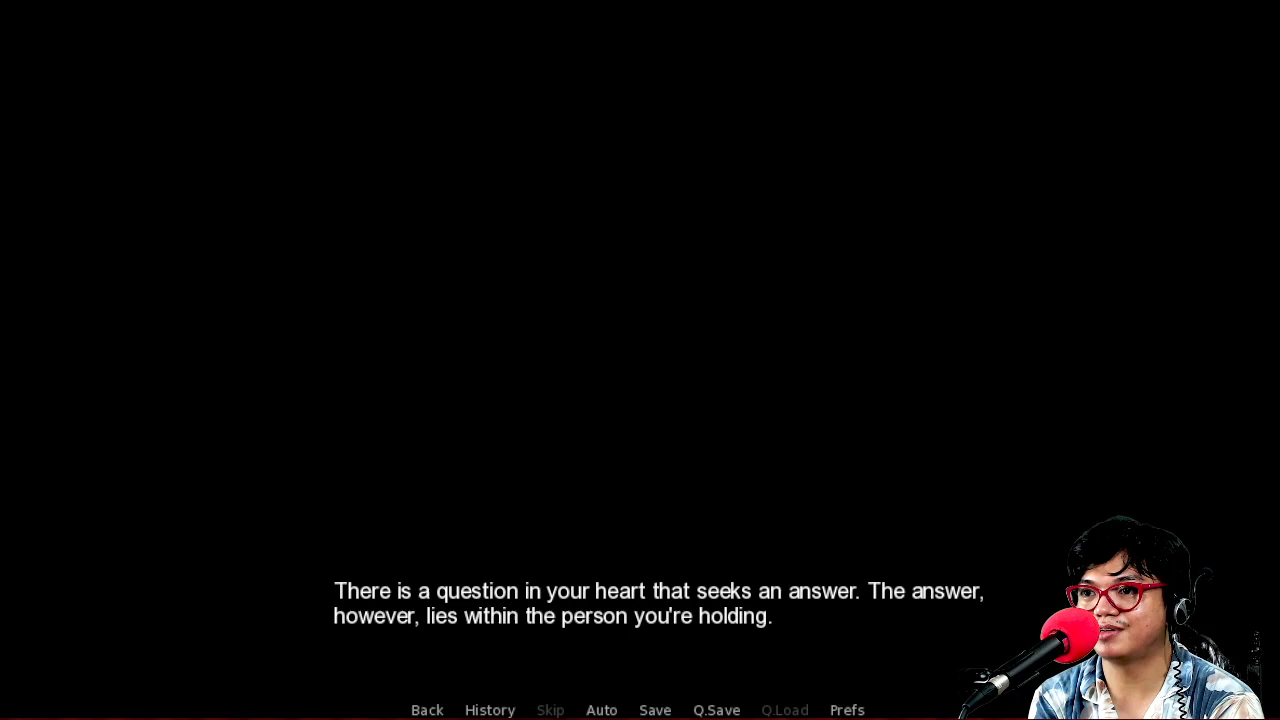 There is a question in your heart that seeks an answer. The answer,
however, lies within the person you're holding.
Back History Skip Auto Save Q.Save Q.Load Prefs